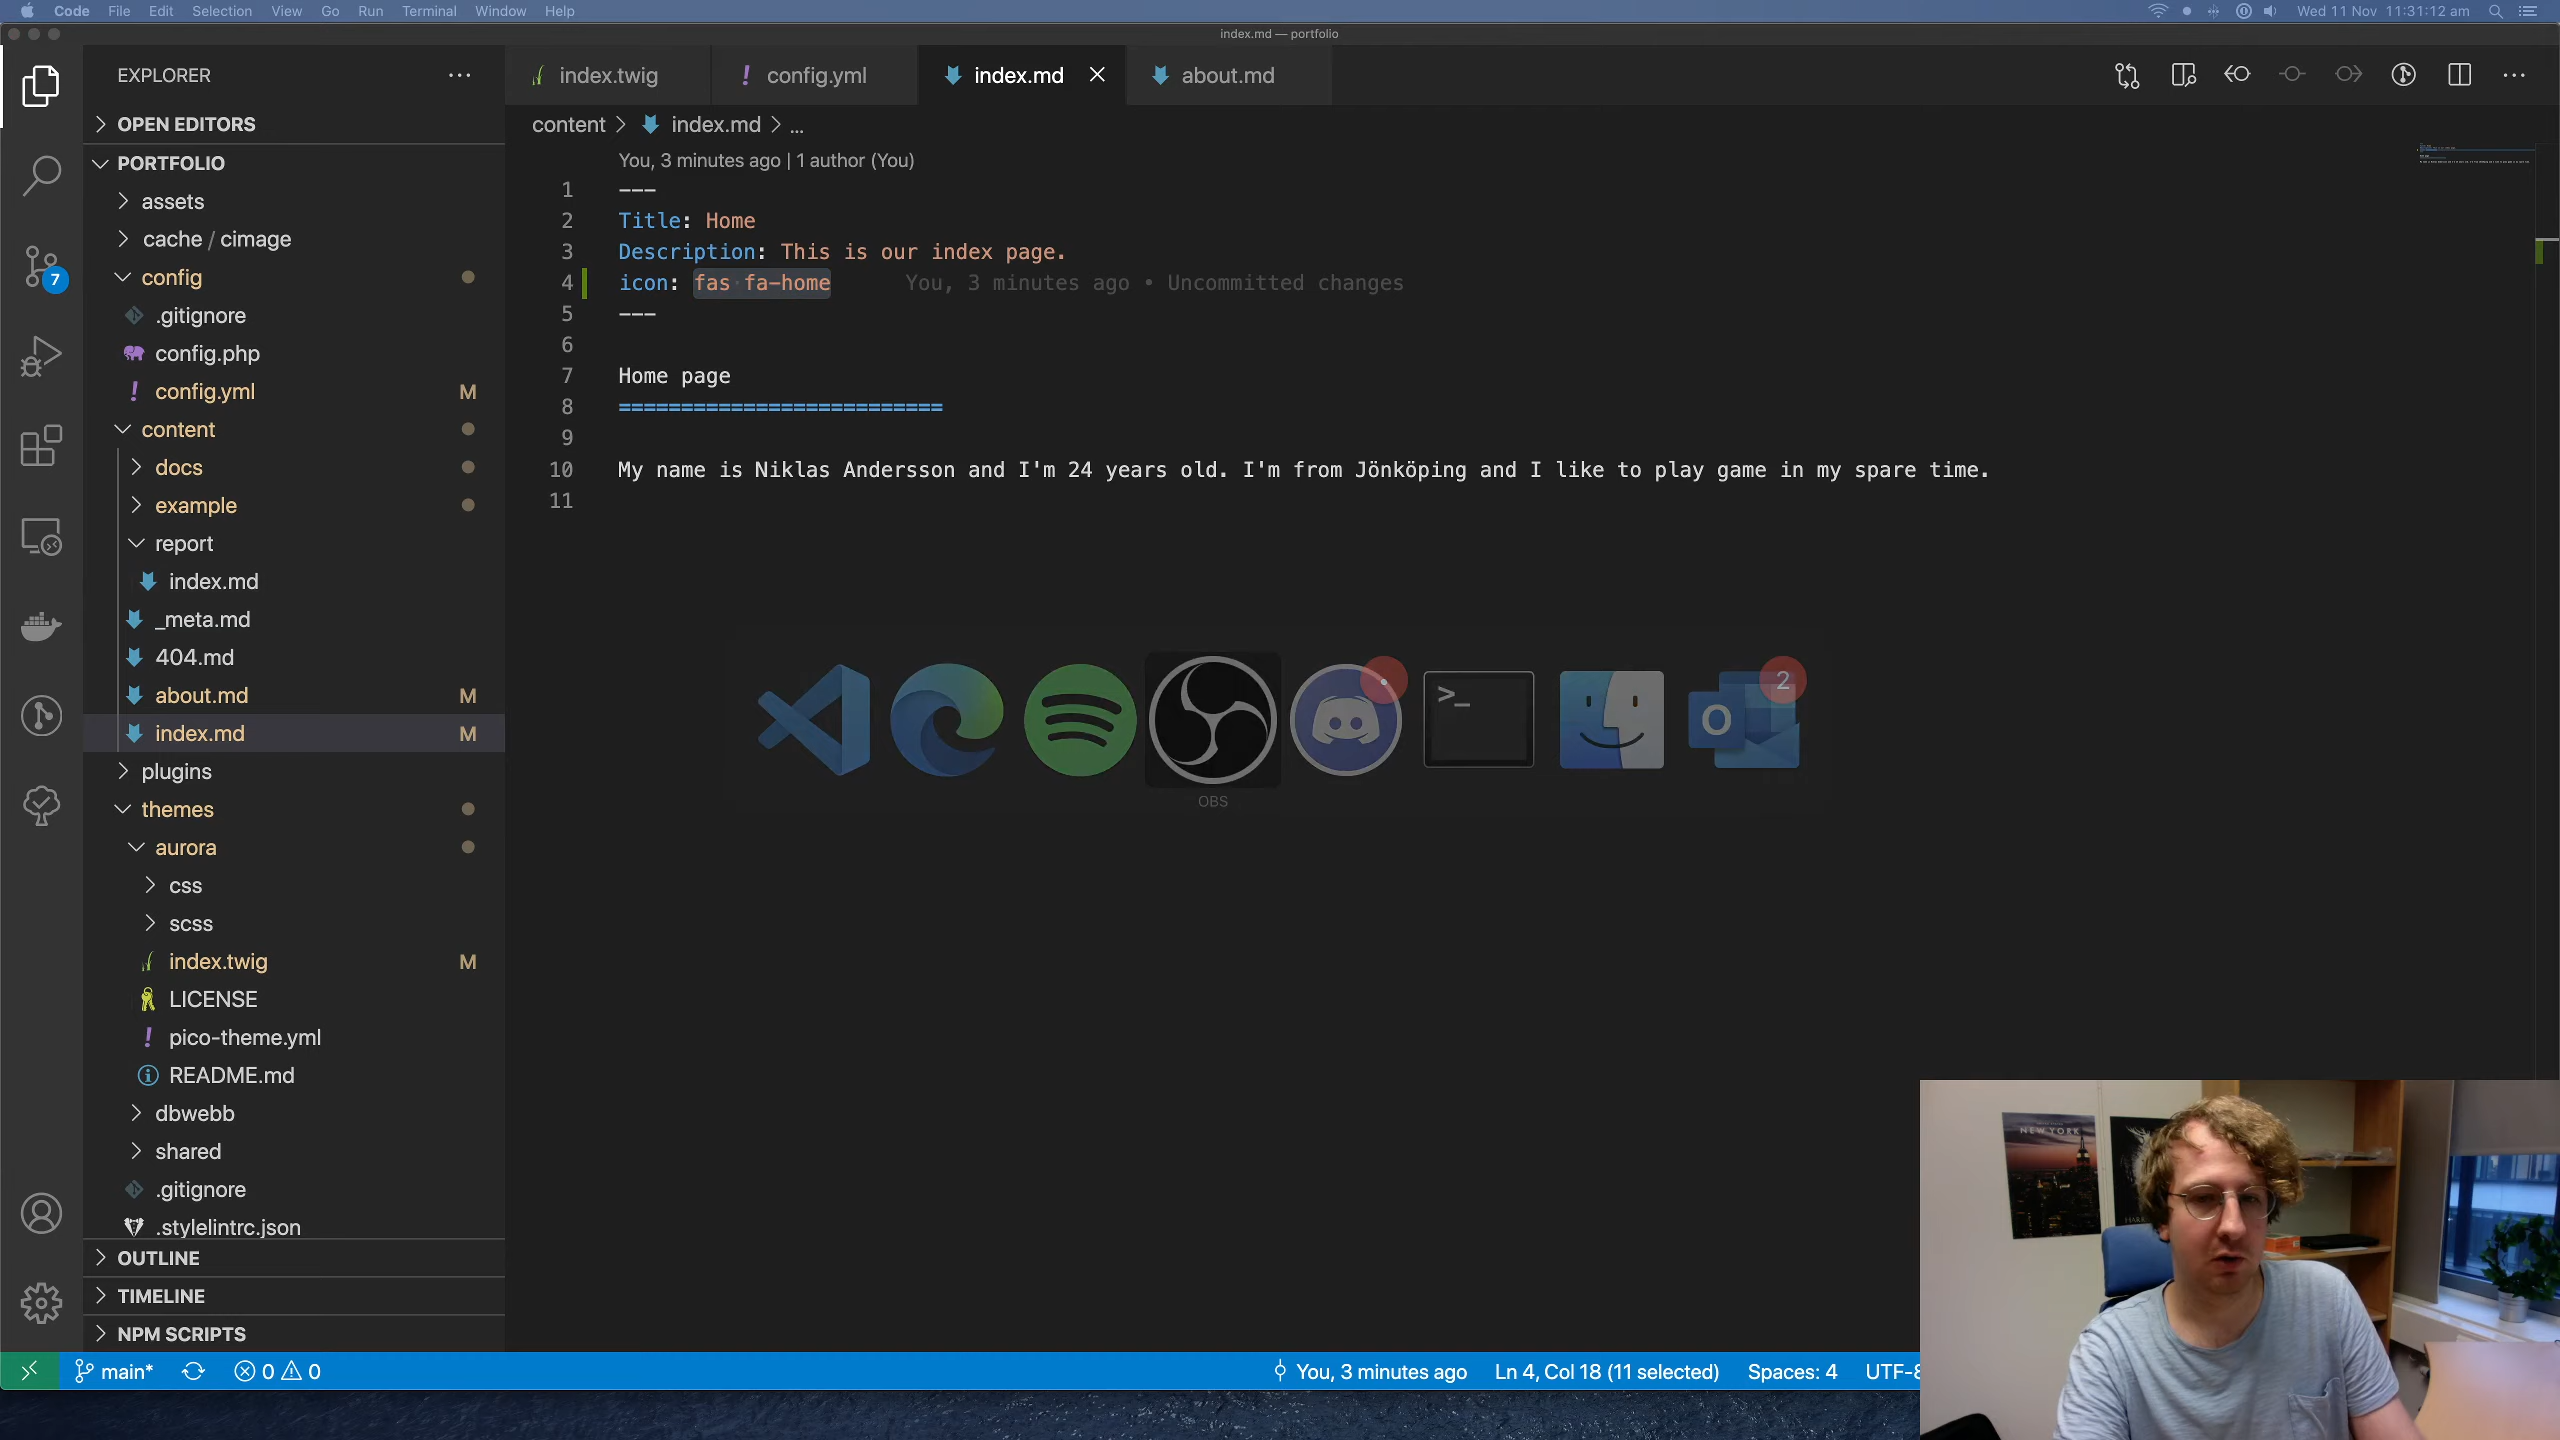 Code File Edit Selection View Go Run Terminal Window Help
Wed 11 Nov 11:31:12 am
index.md — portfolio
EXPLORER
OPEN EDITORS
PORTFOLIO
assets
cache / cimage
config
.gitignore
config.php
config.yml M
content
docs
example
report
index.md
_meta.md
404.md
about.md M
index.md M
plugins
themes
aurora
css
scss
index.twig M
LICENSE
pico-theme.yml
README.md
dbwebb
shared
.gitignore
.stylelintrc.json
OUTLINE
TIMELINE
NPM SCRIPTS
7
index.twig
config.yml
index.md
about.md
content > index.md > ...
You, 3 minutes ago | 1 author (You)
1 ---
2 Title: Home
3 Description: This is our index page.
4 icon: fas fa-home You, 3 minutes ago • Uncommitted changes
5 ---
6
7 Home page
8 ==========================
9
10 My name is Niklas Andersson and I'm 24 years old. I'm from Jönköping and I like to play game in my spare time.
11
>_
O
2
OBS
NEW YORK
main* 0 0
You, 3 minutes ago Ln 4, Col 18 (11 selected) Spaces: 4 UTF-8